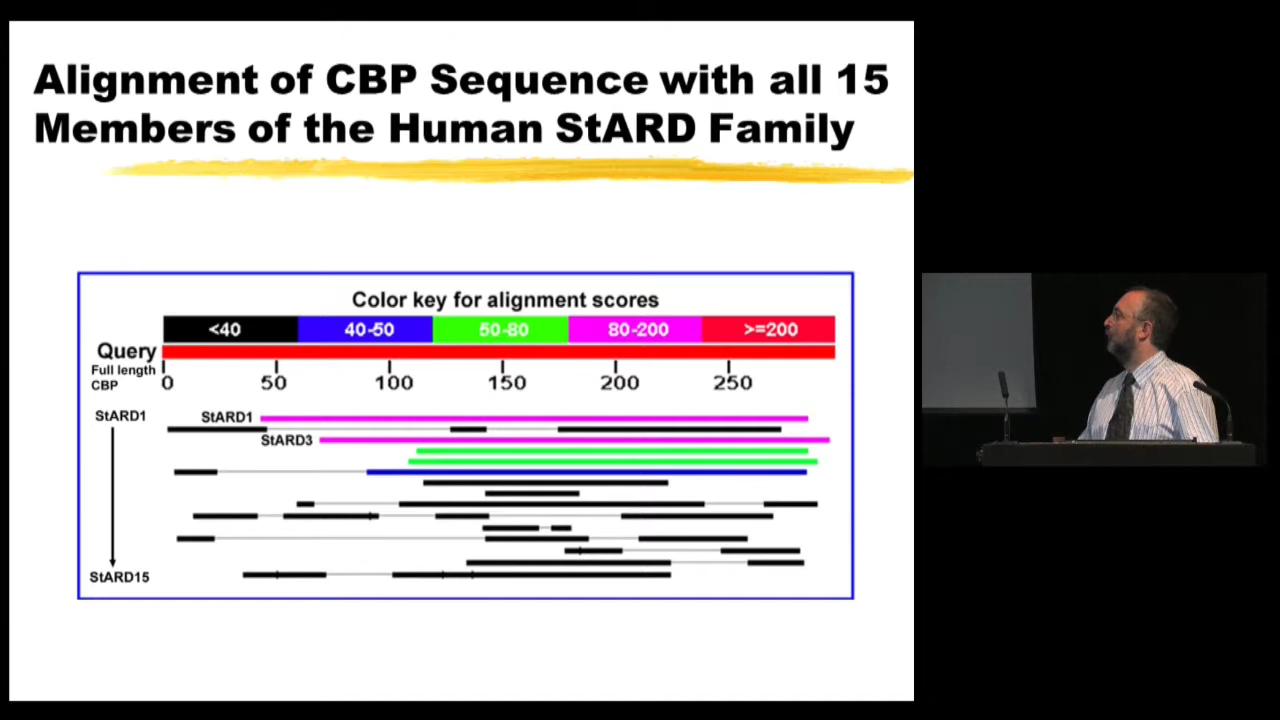 Alignment of CBP Sequence with all 15
Members of the Human StARD Family
Color key for alignment scores
<40 40-50 50-80 80-200 >=200
Query
Full length
CBP
0 50 100 150 200 250
StARD1
StARD1
StARD3
StARD15